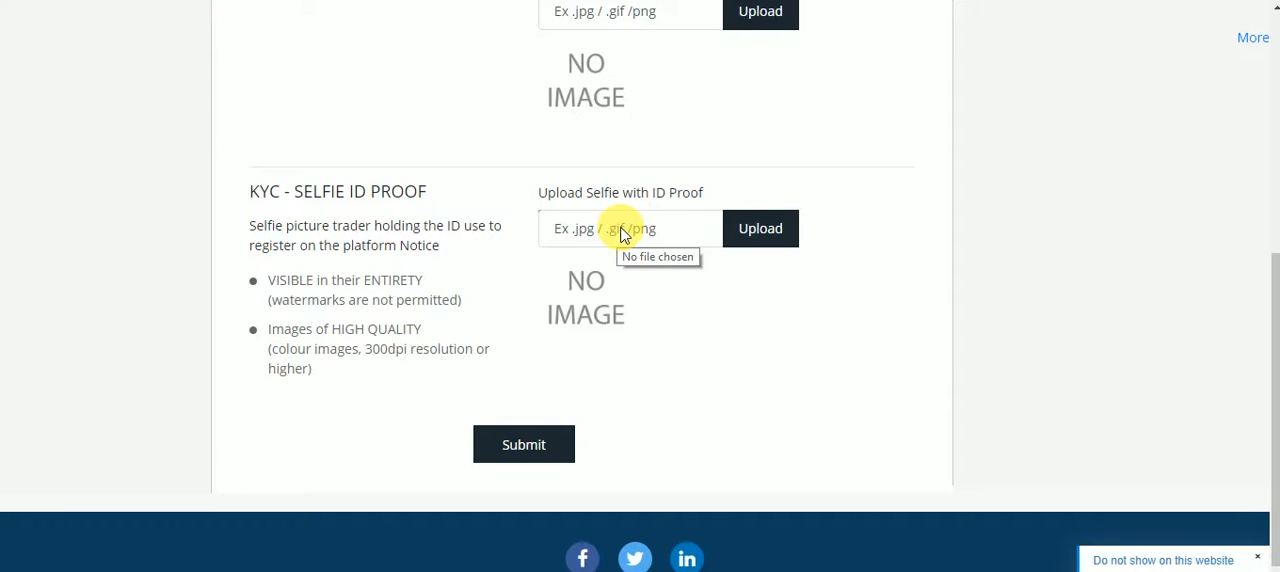 Ex .jpg / .gif /png Upload
More
NO
IMAGE
KYC - SELFIE ID PROOF
Upload Selfie with ID Proof
Selfie picture trader holding the ID use to
register on the platform Notice
Ex .jpg / .gif /png Upload
No file chosen
VISIBLE in their ENTIRETY
(watermarks are not permitted)
NO
IMAGE
Images of HIGH QUALITY
(colour images, 300dpi resolution or
higher)
Submit
f
in
Do not show on this website ×